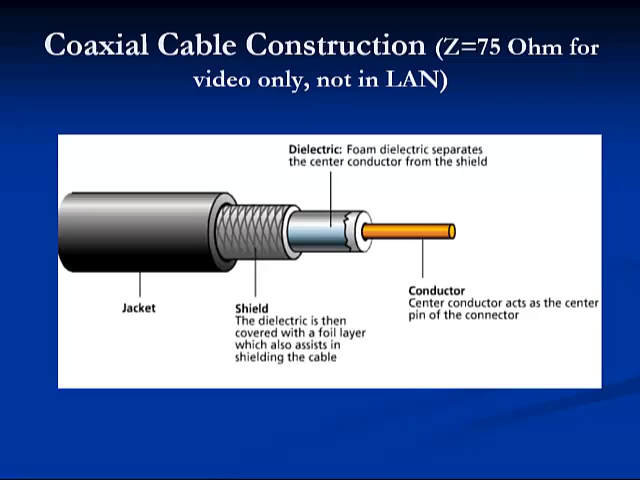 Coaxial Cable Construction (Z=75 Ohm for
video only, not in LAN)
Dielectric: Foam dielectric separates
the center conductor from the shield
Jacket
Shield
The dielectric is then
covered with a foil layer
which also assists in
shielding the cable
Conductor
Center conductor acts as the center
pin of the connector